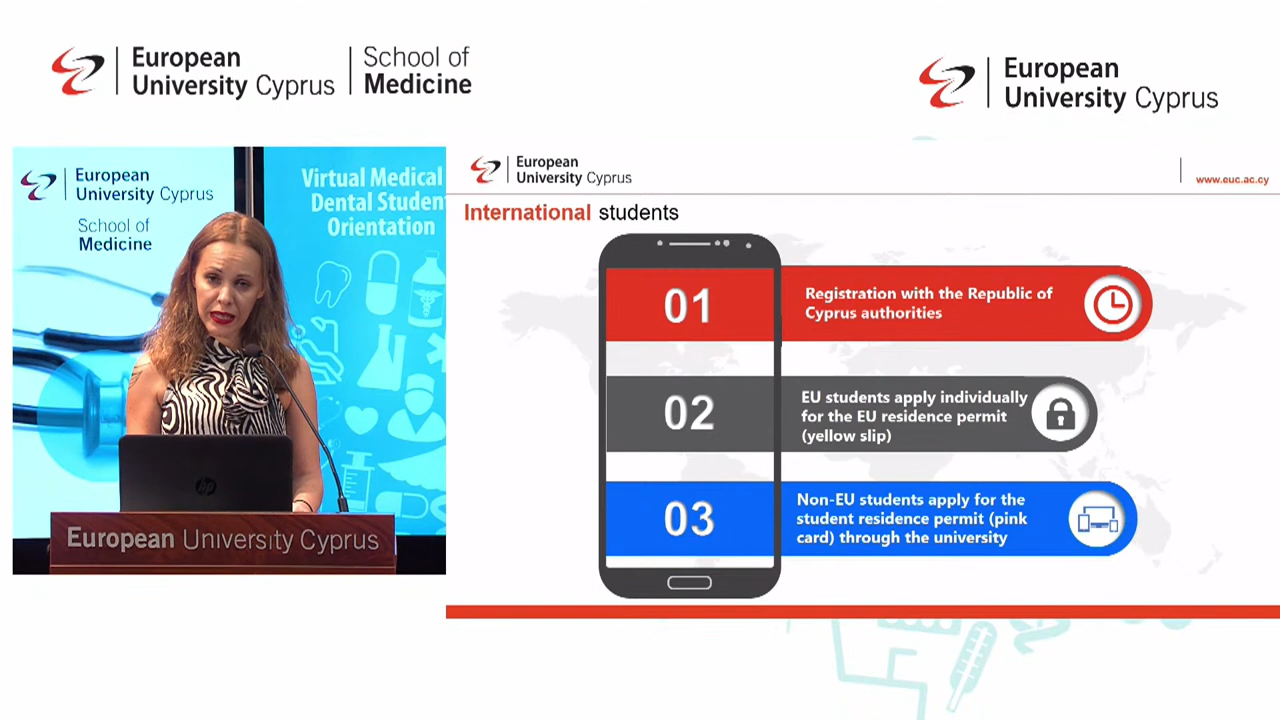 European
University Cyprus
School of
Medicine
European
University Cyprus
European
University Cyprus
School of
Medicine
Virtual Medical
Dental Student
Orientation
hp
European University Cyprus
European
University Cyprus
www.euc.ac.cy
International students
01
Registration with the Republic of
Cyprus authorities
02
EU students apply individually
for the EU residence permit
(yellow slip)
03
Non-EU students apply for the
student residence permit (pink
card) through the university